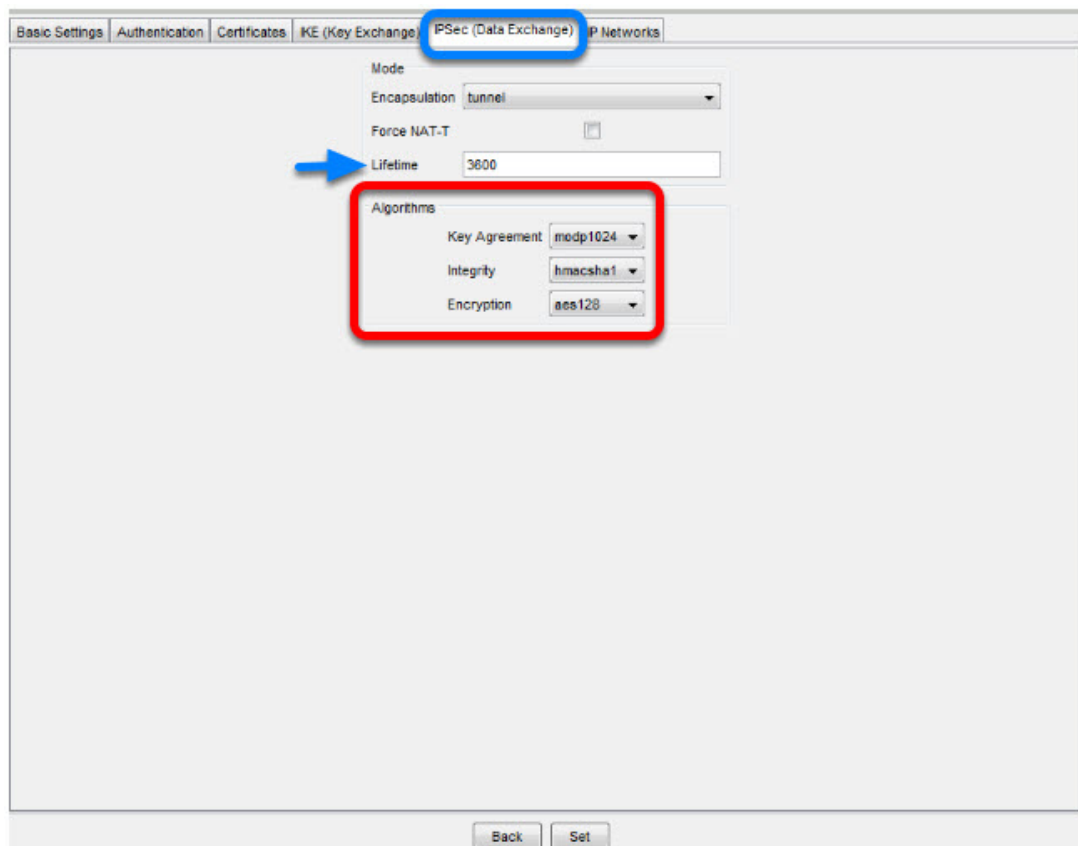 Basic Settings Authentication Certificates IKE (Key Exchange) IPSec (Data Exchange) IP Networks
Mode
Encapsulation tunnel
Force NAT-T
Lifetime 3600
Algorithms
Key Agreement modp1024
Integrity hmacsha1
Encryption aes128
Back Set